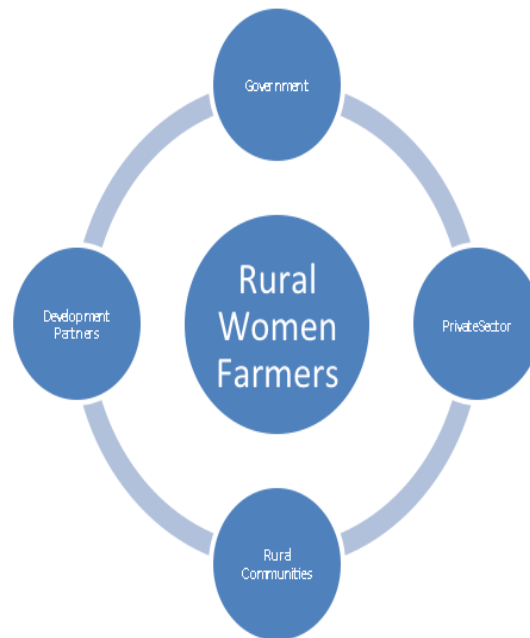 Government
Development
Partners
Rural
Women
Farmers
PrivateSector
Rural
Communities